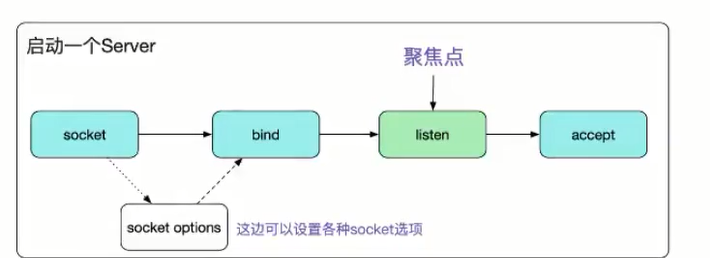 启动一个Server
聚焦点
socket
bind
listen
accept
socket options
这边可以设置各种socket选项